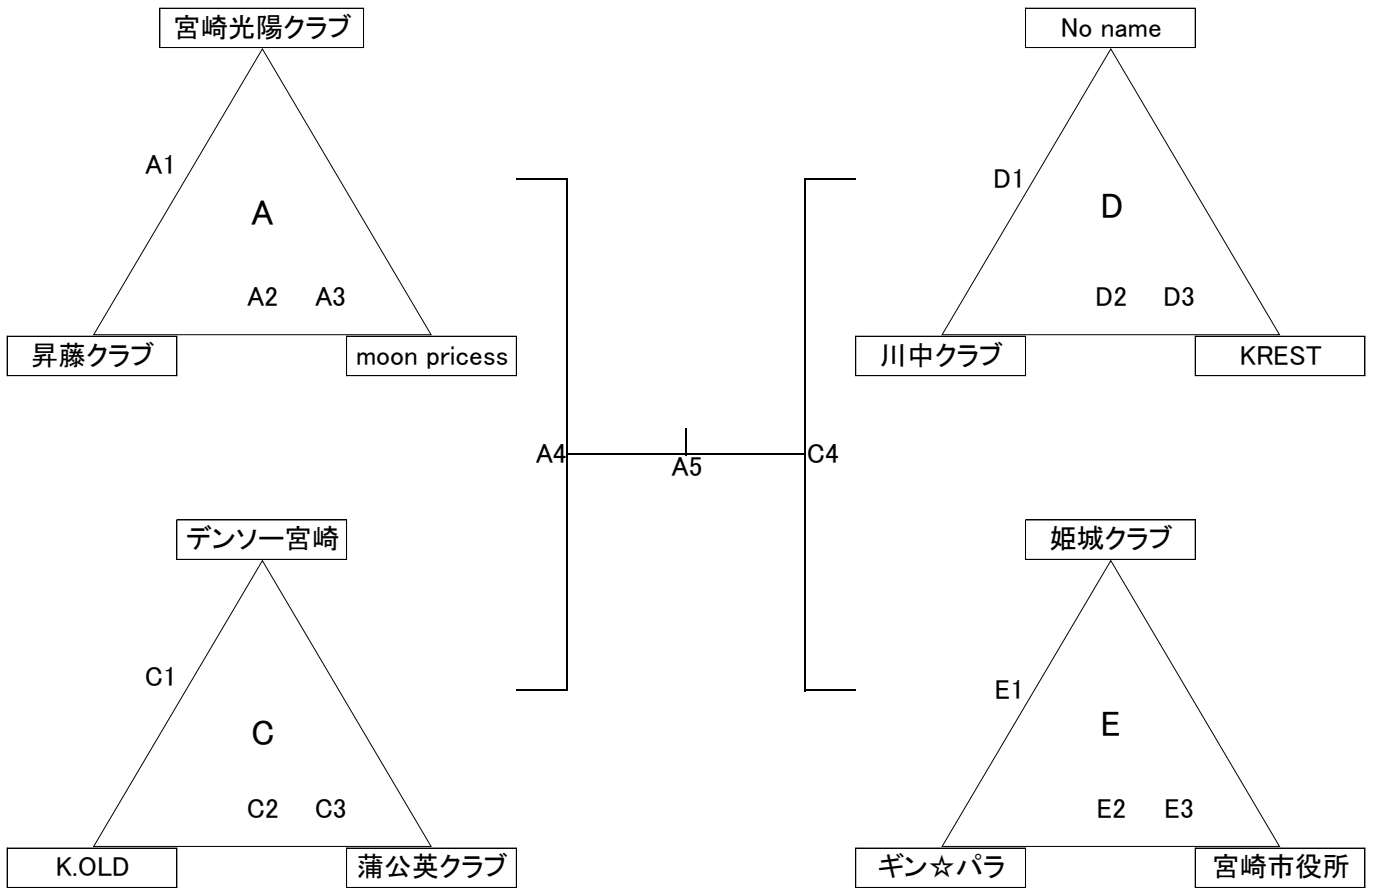 宮崎光陽クラブ
No name
A1
D1
A
D
A2 A3
D2 D3
昇藤クラブ
moon pricess
川中クラブ
KREST
A4
A5
C4
デンソー宮崎
姫城クラブ
C1
E1
C
E
C2 C3
E2 E3
K.OLD
蒲公英クラブ
ギン☆パラ
宮崎市役所